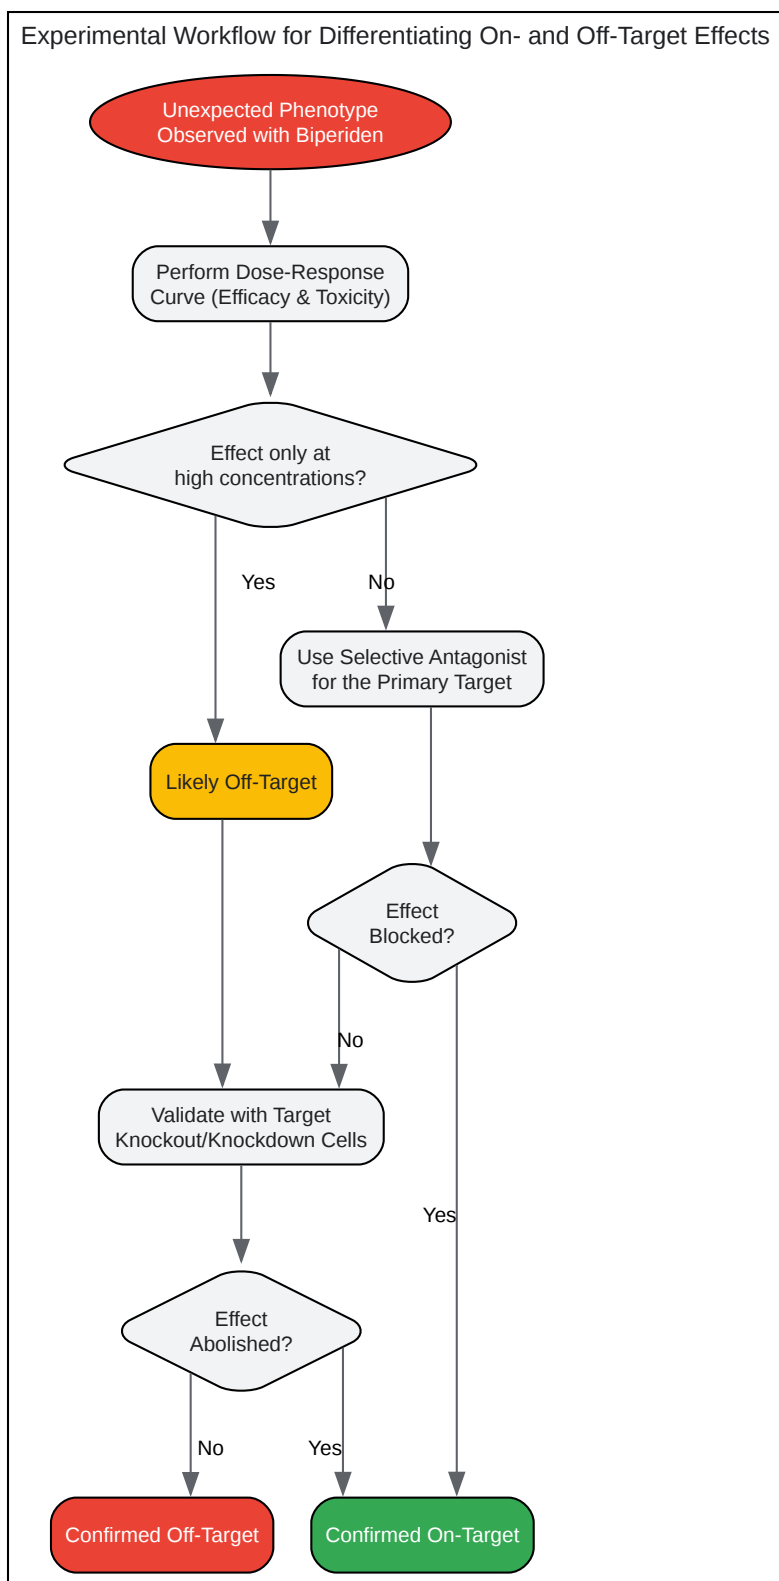 Experimental Workflow for Differentiating On- and Off-Target Effects
Unexpected Phenotype
Observed with Biperiden
Perform Dose-Response
Curve (Efficacy & Toxicity)
Effect only at
high concentrations?
Yes
No
Use Selective Antagonist
for the Primary Target
Likely Off-Target
Effect
Blocked?
No
Validate with Target
Knockout/Knockdown Cells
Yes
Effect
Abolished?
No
Yes
Confirmed Off-Target
Confirmed On-Target